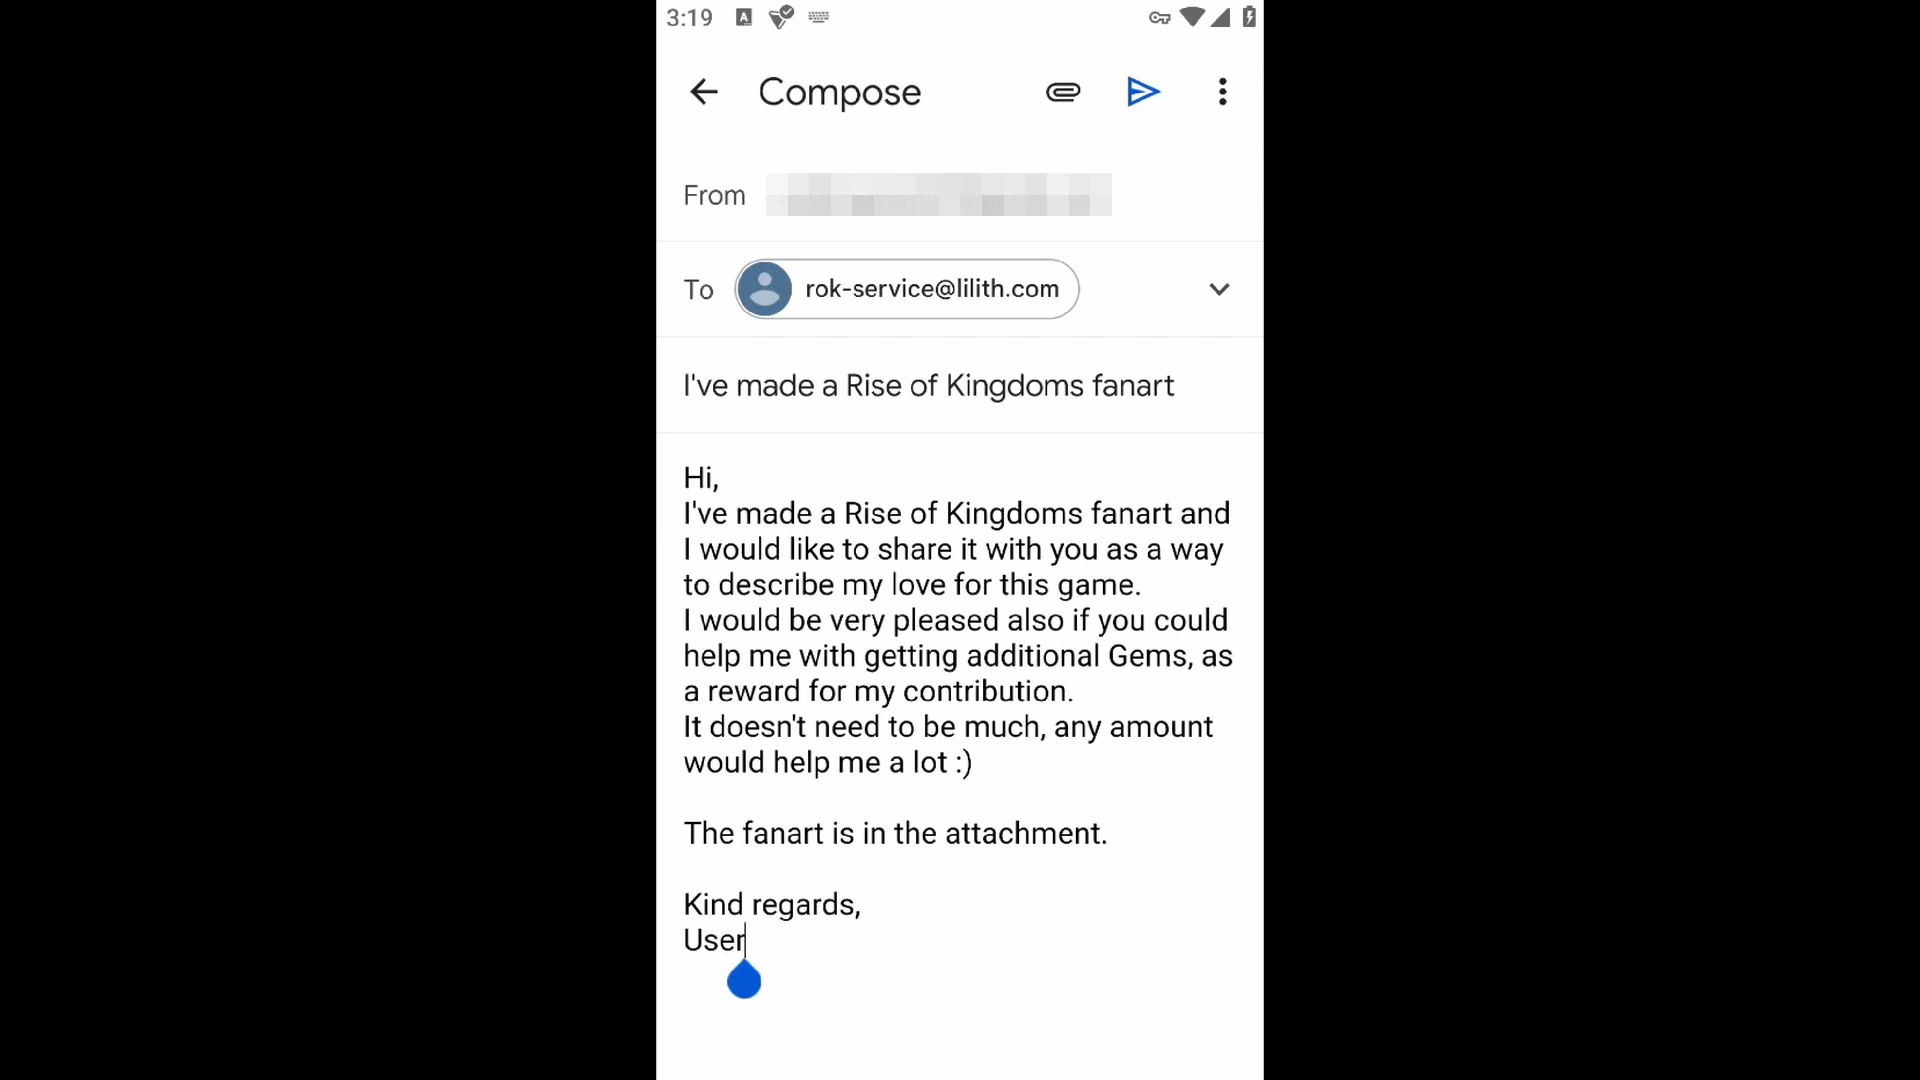 3:19
A
Compose
From
To rok-service@lilith.com
I've made a Rise of Kingdoms fanart
Hi,
I've made a Rise of Kingdoms fanart and
I would like to share it with you as a way
to describe my love for this game.
I would be very pleased also if you could
help me with getting additional Gems, as
a reward for my contribution.
It doesn't need to be much, any amount
would help me a lot :)
The fanart is in the attachment.
Kind regards,
User